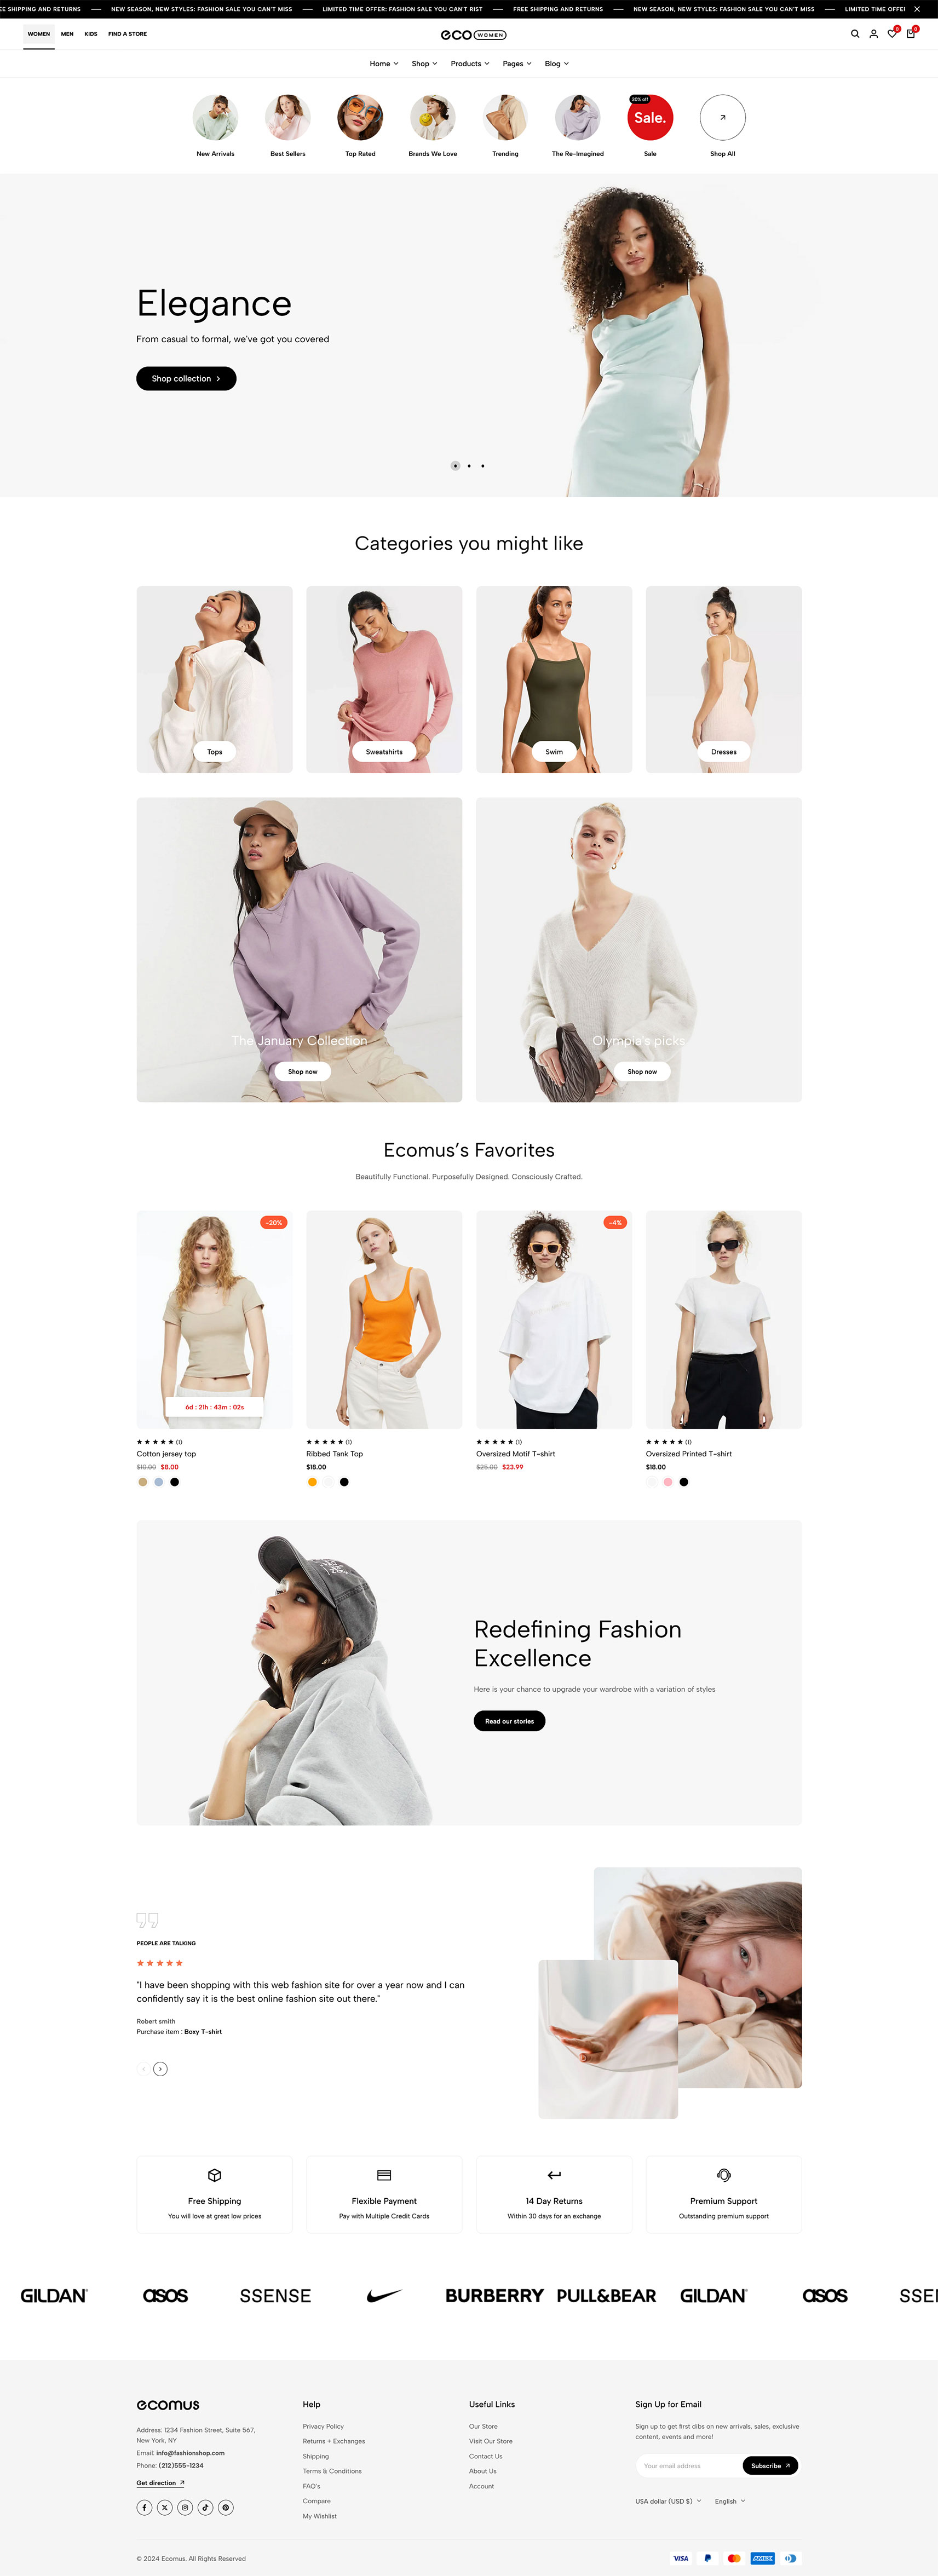 EE SHIPPING AND RETURNS — NEW SEASON, NEW STYLES: FASHION SALE YOU CAN'T MISS — LIMITED TIME OFFER: FASHION SALE YOU CAN'T RIST — FREE SHIPPING AND RETURNS — NEW SEASON, NEW STYLES: FASHION SALE YOU CAN'T MISS — LIMITED TIME OFFE
WOMEN MEN KIDS FIND A STORE
eco WOMEN
0 0
Home Shop Products Pages Blog
30% off
Sale.
New Arrivals Best Sellers Top Rated Brands We Love Trending The Re-Imagined Sale Shop All
Elegance
From casual to formal, we've got you covered
Shop collection
Categories you might like
Tops Sweatshirts Swim Dresses
The January Collection
Shop now
Olympia's picks
Shop now
Ecomus's Favorites
Beautifully Functional. Purposefully Designed. Consciously Crafted.
-20%
-4%
6d : 21h : 43m : 02s
(1)
Cotton jersey top
$10.00 $8.00
(1)
Ribbed Tank Top
$18.00
(1)
Oversized Motif T-shirt
$25.00 $23.99
(1)
Oversized Printed T-shirt
$18.00
Redefining Fashion
Excellence
Here is your chance to upgrade your wardrobe with a variation of styles
Read our stories
PEOPLE ARE TALKING
"I have been shopping with this web fashion site for over a year now and I can
confidently say it is the best online fashion site out there."
Robert smith
Purchase item : Boxy T-shirt
Free Shipping
You will love at great low prices
Flexible Payment
Pay with Multiple Credit Cards
14 Day Returns
Within 30 days for an exchange
Premium Support
Outstanding premium support
GILDAN asos SSENSE BURBERRY PULL&BEAR GILDAN asos SSEN
ecomus
Address: 1234 Fashion Street, Suite 567,
New York, NY
Email: info@fashionshop.com
Phone: (212)555-1234
Get direction
Help
Privacy Policy
Returns + Exchanges
Shipping
Terms & Conditions
FAQ's
Compare
My Wishlist
Useful Links
Our Store
Visit Our Store
Contact Us
About Us
Account
Sign Up for Email
Sign up to get first dibs on new arrivals, sales, exclusive
content, events and more!
Your email address
Subscribe
USA dollar (USD $) English
© 2024 Ecomus. All Rights Reserved
VISA